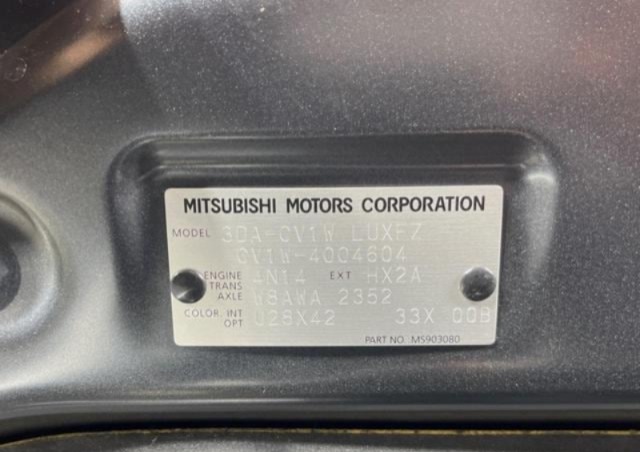 MITSUBISHI MOTORS CORPORATION
MODEL 3DA-CV1W LUXFZ
CV1W-4004604
ENGINE 4N14 EXT HX2A
TRANS
AXLE W8AWA 2352
COLOR. INT U28X42 33X 00B
OPT
PART NO MS903080